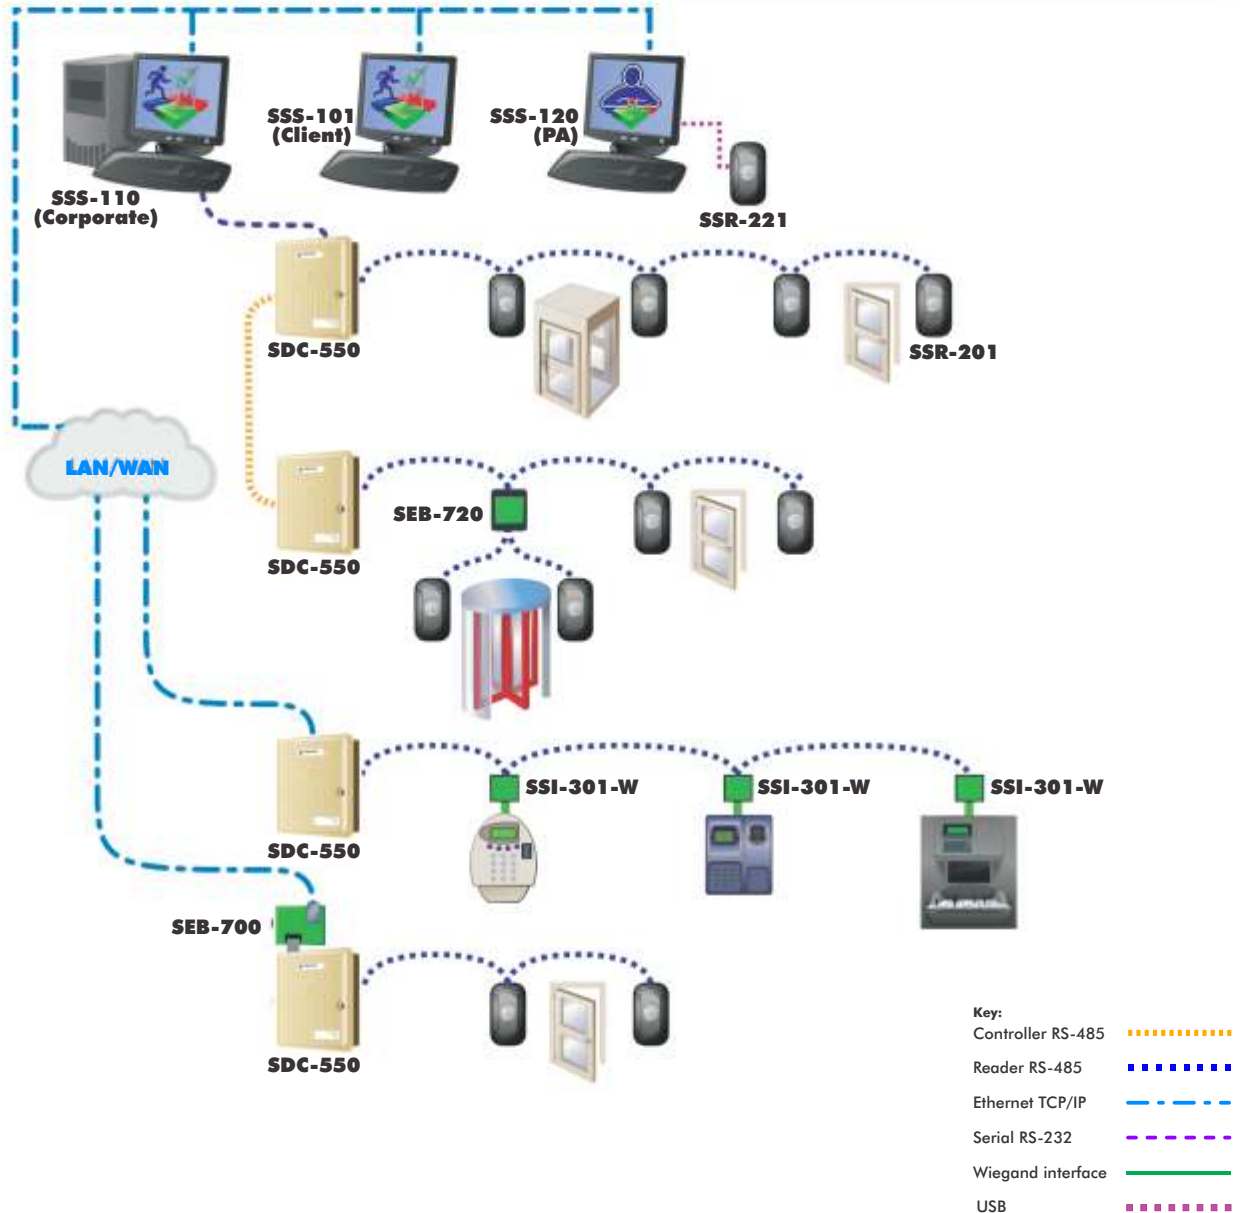 SSS-110
(Corporate)
SSS-101
(Client)
SSS-120
(PA)
SSR-221
SDC-550
SSR-201
LAN/WAN
SEB-720
SDC-550
SSI-301-W
SSI-301-W
SSI-301-W
SDC-550
SEB-700
SDC-550
Key:
Controller RS-485
Reader RS-485
Ethernet TCP/IP
Serial RS-232
Wiegand interface
USB